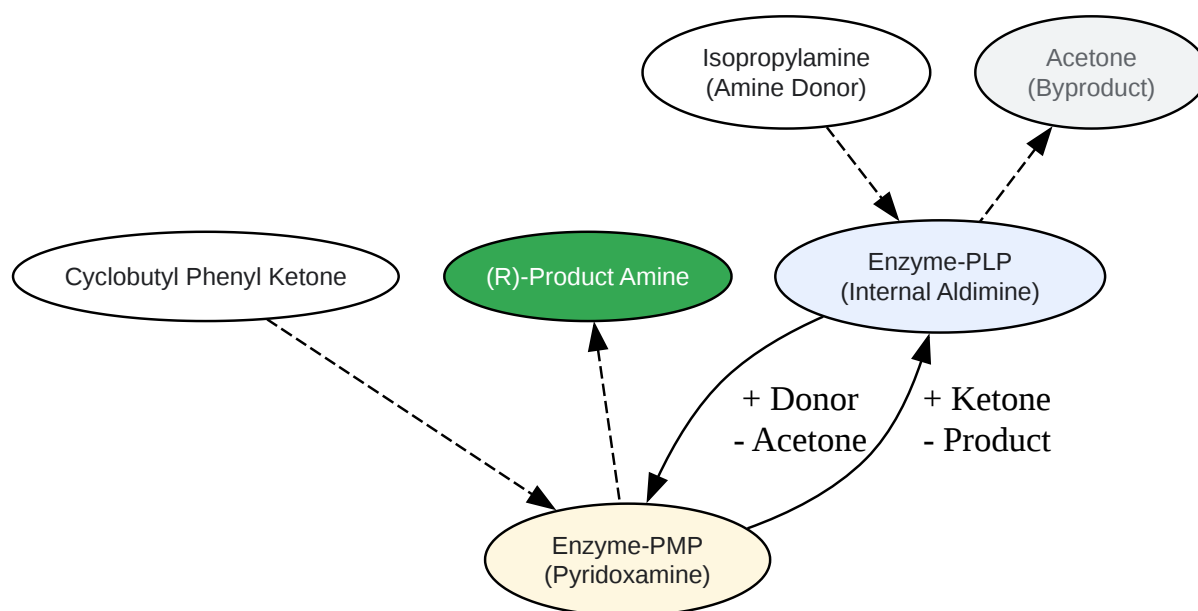 Isopropylamine
(Amine Donor)
Acetone
(Byproduct)
Cyclobutyl Phenyl Ketone
(R)-Product Amine
Enzyme-PLP
(Internal Aldimine)
+ Donor
- Acetone
+ Ketone
- Product
Enzyme-PMP
(Pyridoxamine)